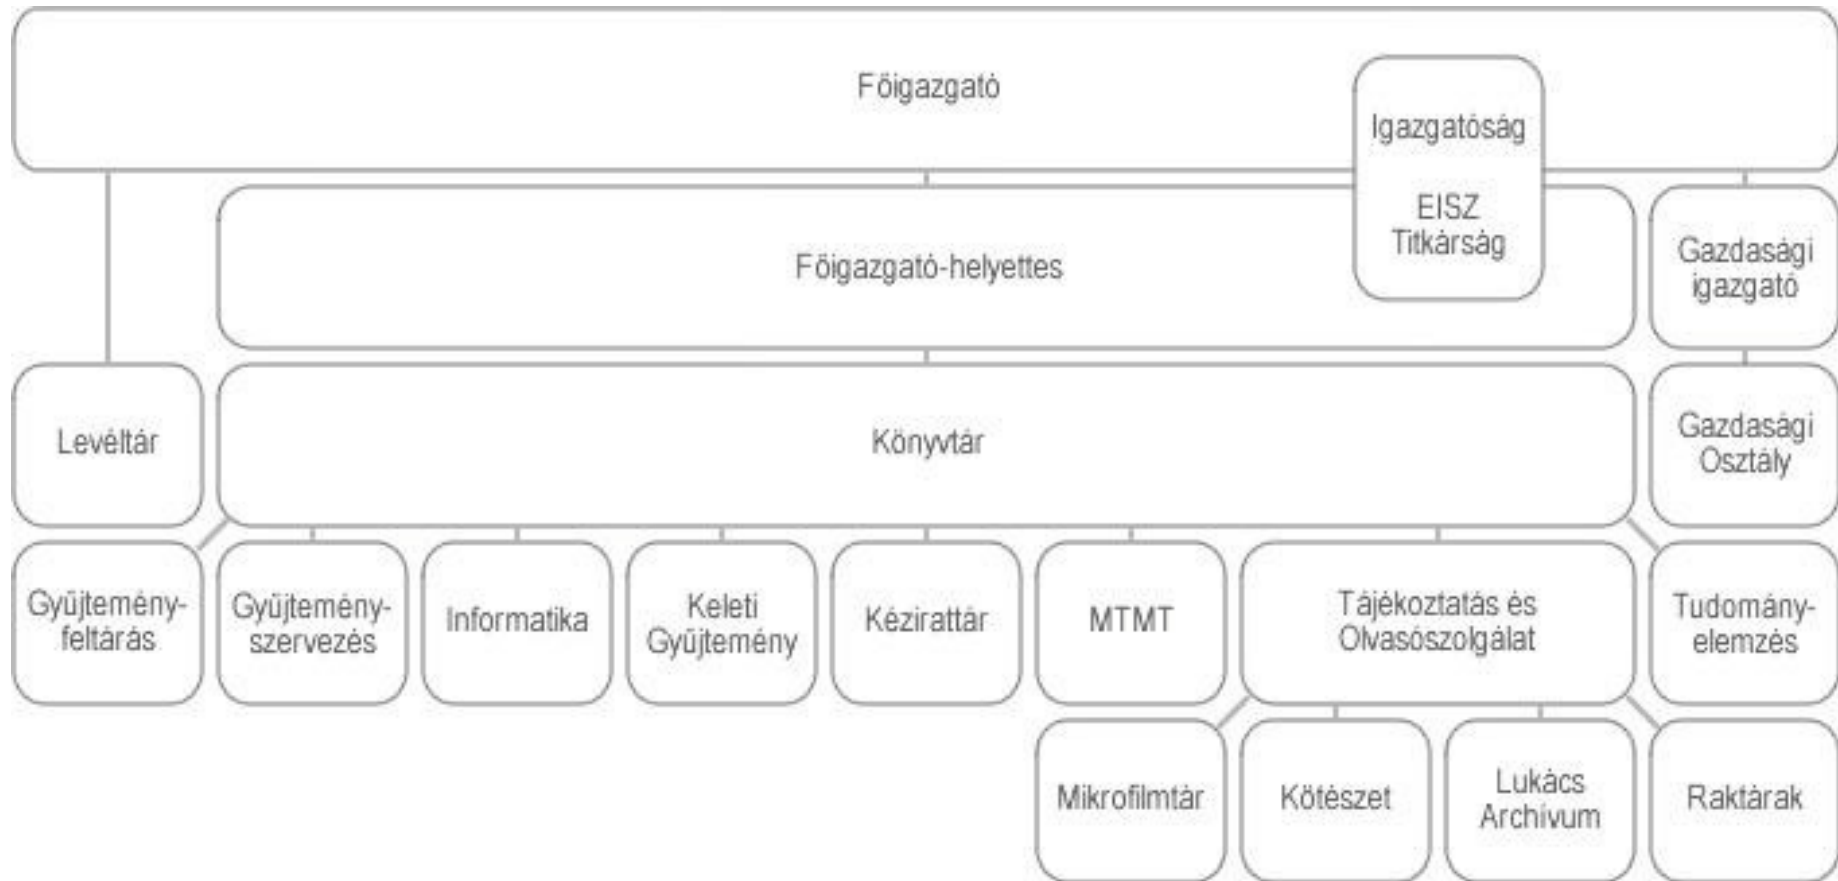 Főigazgató
Igazgatóság
EISZ
Titkárság
Főigazgató-helyettes
Gazdasági
igazgató
Levéltár
Könyvtár
Gazdasági
Osztály
Gyűjtemény-
feltárás
Gyűjtemény-
szervezés
Informatika
Keleti
Gyűjtemény
Kézirattár
MTMT
Tájékoztatás és
Olvasószolgálat
Tudomány-
elemzés
Mikrofilmtár
Kötészet
Lukács
Archívum
Raktárak